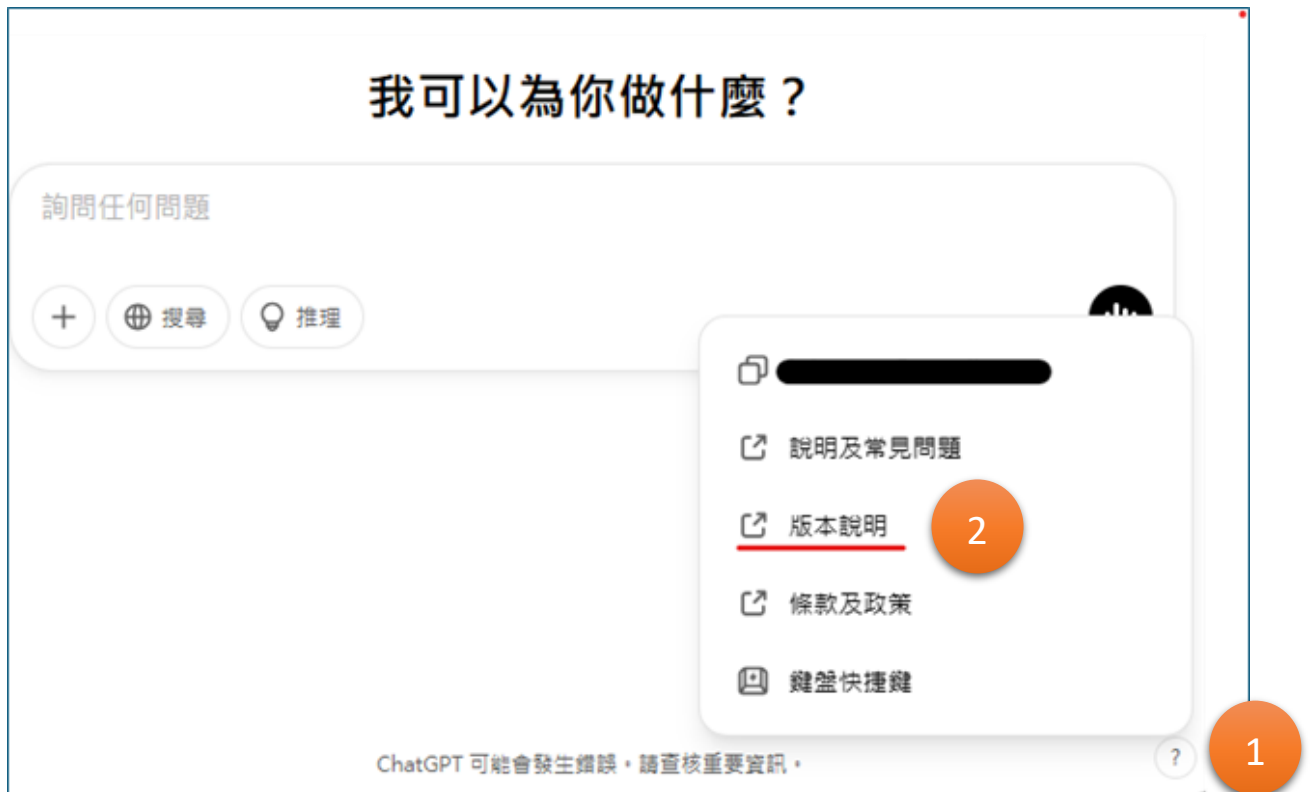 我可以為你做什麼？
詢問任何問題
搜尋
推理
說明及常見問題
版本說明
2
條款及政策
鍵盤快捷鍵
ChatGPT 可能會發生錯誤。請查核重要資訊。
?
1